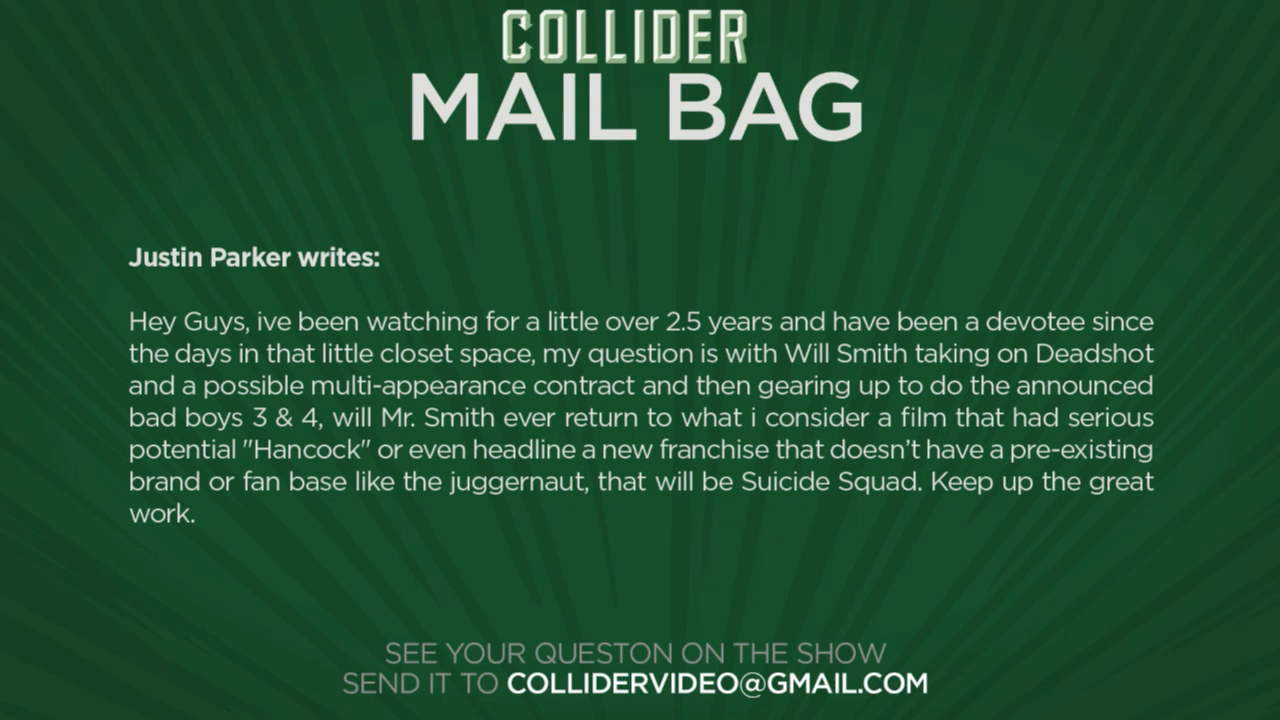 COLLIDER
MAIL BAG
Justin Parker writes:
Hey Guys, ive been watching for a little over 2.5 years and have been a devotee since
the days in that little closet space, my question is with Will Smith taking on Deadshot
and a possible multi-appearance contract and then gearing up to do the announced
bad boys 3 & 4, will Mr. Smith ever return to what i consider a film that had serious
potential "Hancock" or even headline a new franchise that doesn’t have a pre-existing
brand or fan base like the juggernaut, that will be Suicide Squad. Keep up the great
work.
SEE YOUR QUESTON ON THE SHOW
SEND IT TO COLLIDERVIDEO@GMAIL.COM